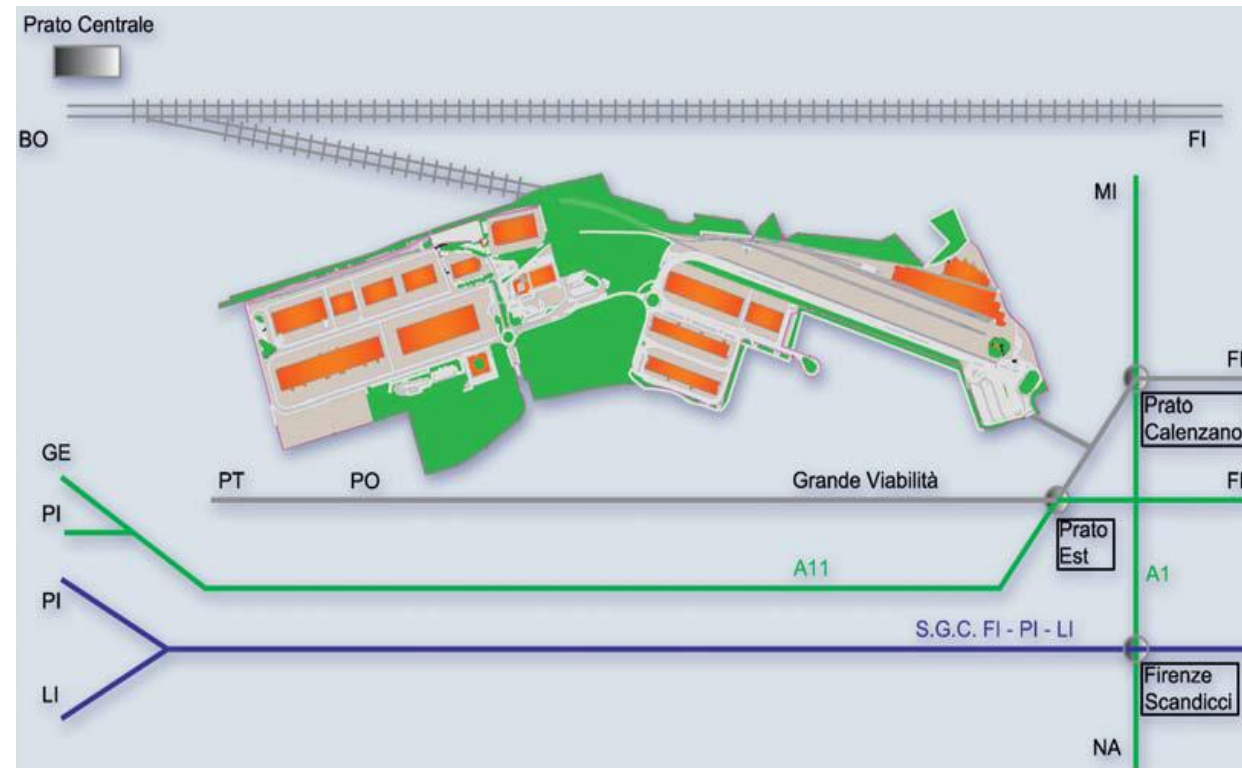 Prato Centrale
BO
FI
MI
FI
Prato
Calenzano
GE
PT
PO
Grande Viabilità
FI
PI
Prato
Est
A11
A1
PI
S.G.C. FI - PI - LI
Firenze
Scandicci
LI
NA